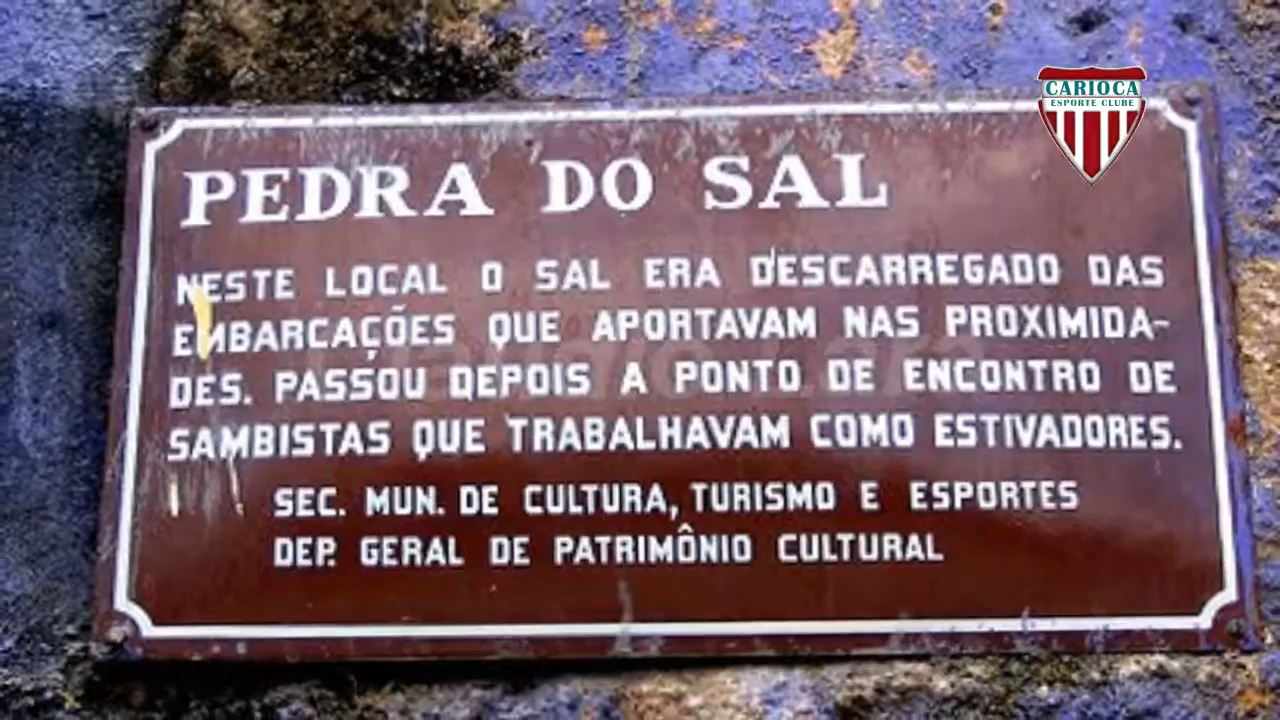 CARIOCA
ESPORTE CLUBE
PEDRA DO SAL
NESTE LOCAL O SAL ERA DESCARREGADO DAS
EMBARCAÇÕES QUE APORTAVAM NAS PROXIMIDA-
DES. PASSOU DEPOIS A PONTO DE ENCONTRO DE
SAMBISTAS QUE TRABALHAVAM COMO ESTIVADORES.
SEC. MUN. DE CULTURA, TURISMO E ESPORTES
DEP. GERAL DE PATRIMÔNIO CULTURAL